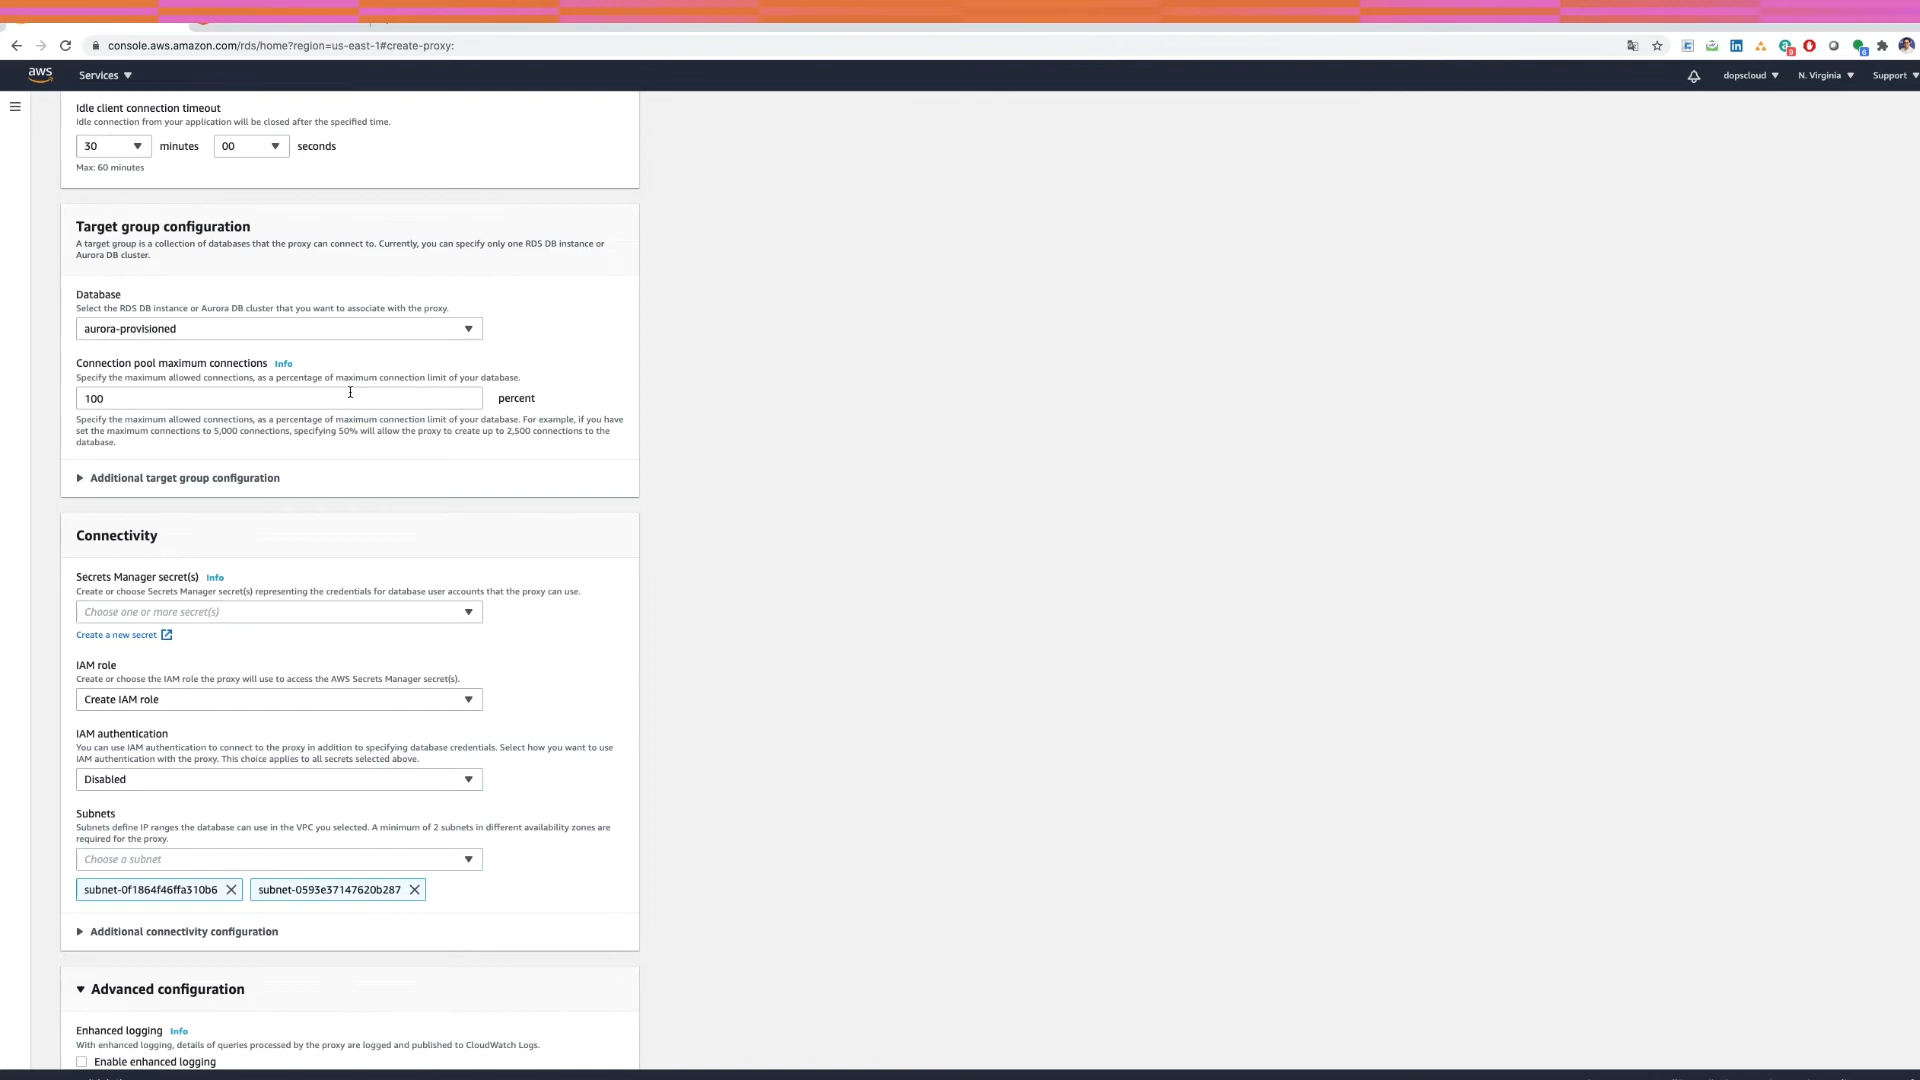 console.aws.amazon.com/rds/home?region=us-east-1#create-proxy:
aws
Services
dopscloud
N. Virginia
Support
Idle client connection timeout
Idle connection from your application will be closed after the specified time.
30 minutes 00 seconds
Max: 60 minutes
Target group configuration
A target group is a collection of databases that the proxy can connect to. Currently, you can specify only one RDS DB instance or
Aurora DB cluster.
Database
Select the RDS DB instance or Aurora DB cluster that you want to associate with the proxy.
aurora-provisioned
Connection pool maximum connections Info
Specify the maximum allowed connections, as a percentage of maximum connection limit of your database.
100 percent
Specify the maximum allowed connections, as a percentage of maximum connection limit of your database. For example, if you have
set the maximum connections to 5,000 connections, specifying 50% will allow the proxy to create up to 2,500 connections to the
database.
Additional target group configuration
Connectivity
Secrets Manager secret(s) Info
Create or choose Secrets Manager secret(s) representing the credentials for database user accounts that the proxy can use.
Choose one or more secret(s)
Create a new secret
IAM role
Create or choose the IAM role the proxy will use to access the AWS Secrets Manager secret(s).
Create IAM role
IAM authentication
You can use IAM authentication to connect to the proxy in addition to specifying database credentials. Select how you want to use
IAM authentication with the proxy. This choice applies to all secrets selected above.
Disabled
Subnets
Subnets define IP ranges the database can use in the VPC you selected. A minimum of 2 subnets in different availability zones are
required for the proxy.
Choose a subnet
subnet-0f1864f46ffa310b6 subnet-0593e37147620b287
Additional connectivity configuration
Advanced configuration
Enhanced logging Info
With enhanced logging, details of queries processed by the proxy are logged and published to CloudWatch Logs.
Enable enhanced logging